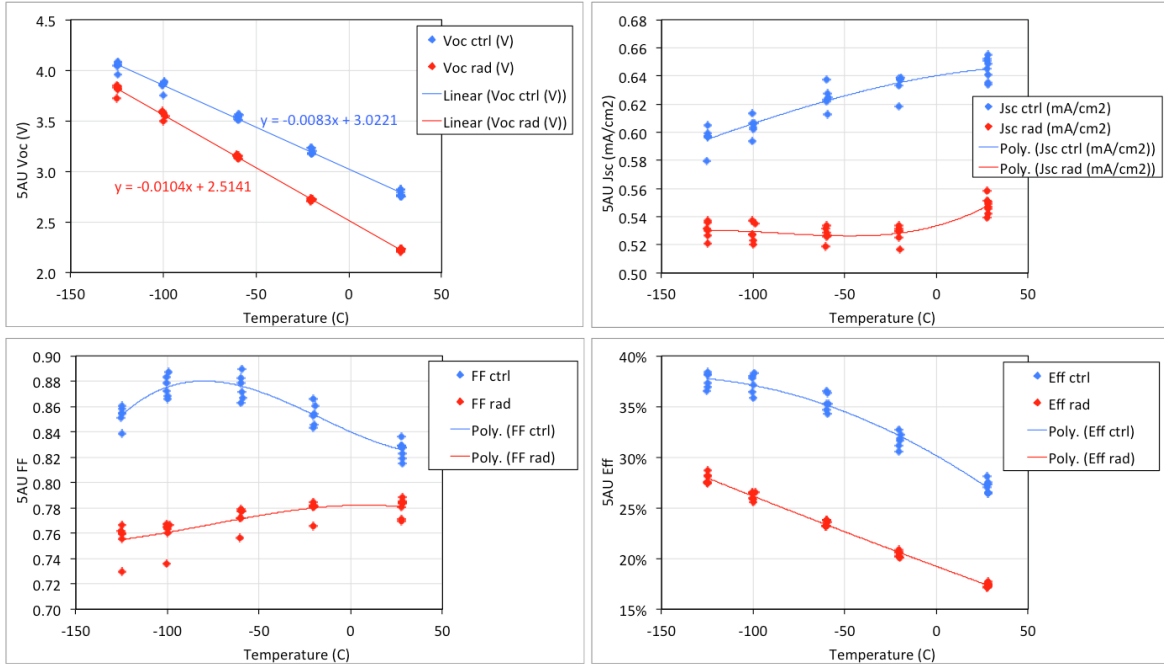 4.5
4.0
3.5
3.0
2.5
2.0
5AU Voc (V)
-150
-100
-50
0
50
Temperature (C)
Voc ctrl (V)
Voc rad (V)
Linear (Voc ctrl (V))
Linear (Voc rad (V))
y = -0.0083x + 3.0221
y = -0.0104x + 2.5141
0.68
0.66
0.64
0.62
0.60
0.58
0.56
0.54
0.52
0.50
5AU Jsc (mA/cm2)
-150
-100
-50
0
50
Temperature (C)
Jsc ctrl (mA/cm2)
Jsc rad (mA/cm2)
Poly. (Jsc ctrl (mA/cm2))
Poly. (Jsc rad (mA/cm2))
0.90
0.88
0.86
0.84
0.82
0.80
0.78
0.76
0.74
0.72
0.70
5AU FF
-150
-100
-50
0
50
Temperature (C)
FF ctrl
FF rad
Poly. (FF ctrl)
Poly. (FF rad)
40%
35%
30%
25%
20%
15%
5AU Eff
-150
-100
-50
0
50
Temperature (C)
Eff ctrl
Eff rad
Poly. (Eff ctrl)
Poly. (Eff rad)